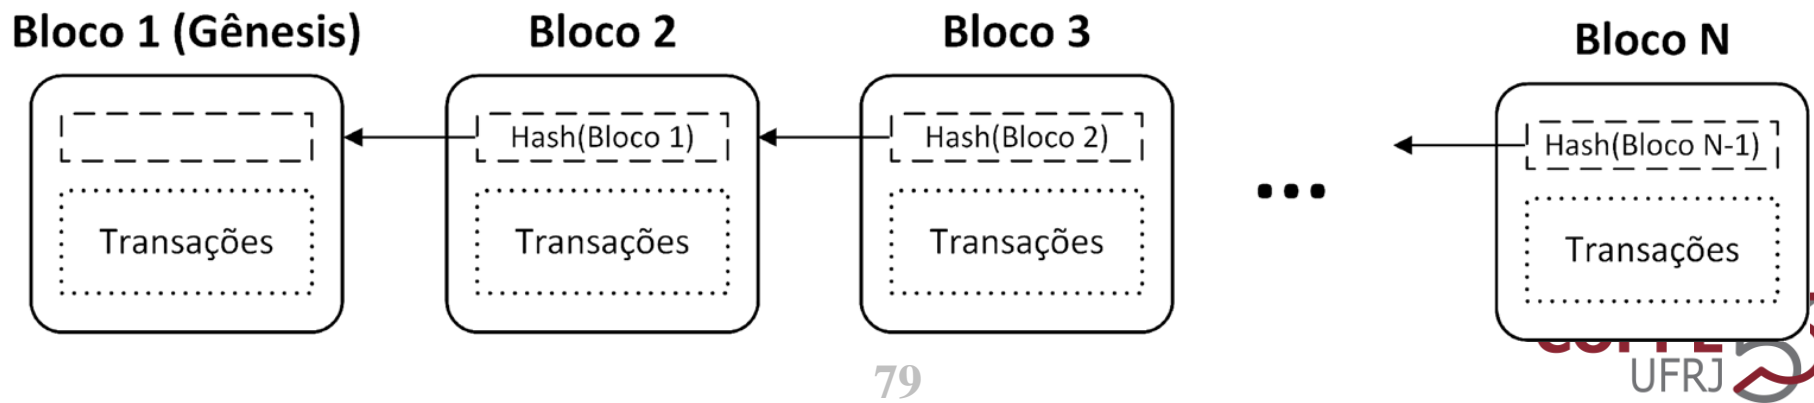 Bloco 1 (Gênesis)
Bloco 2
Bloco 3
Bloco N
Hash(Bloco 1)
Hash(Bloco 2)
Hash(Bloco N-1)
Transações
Transações
Transações
Transações
...
79
UFRJ